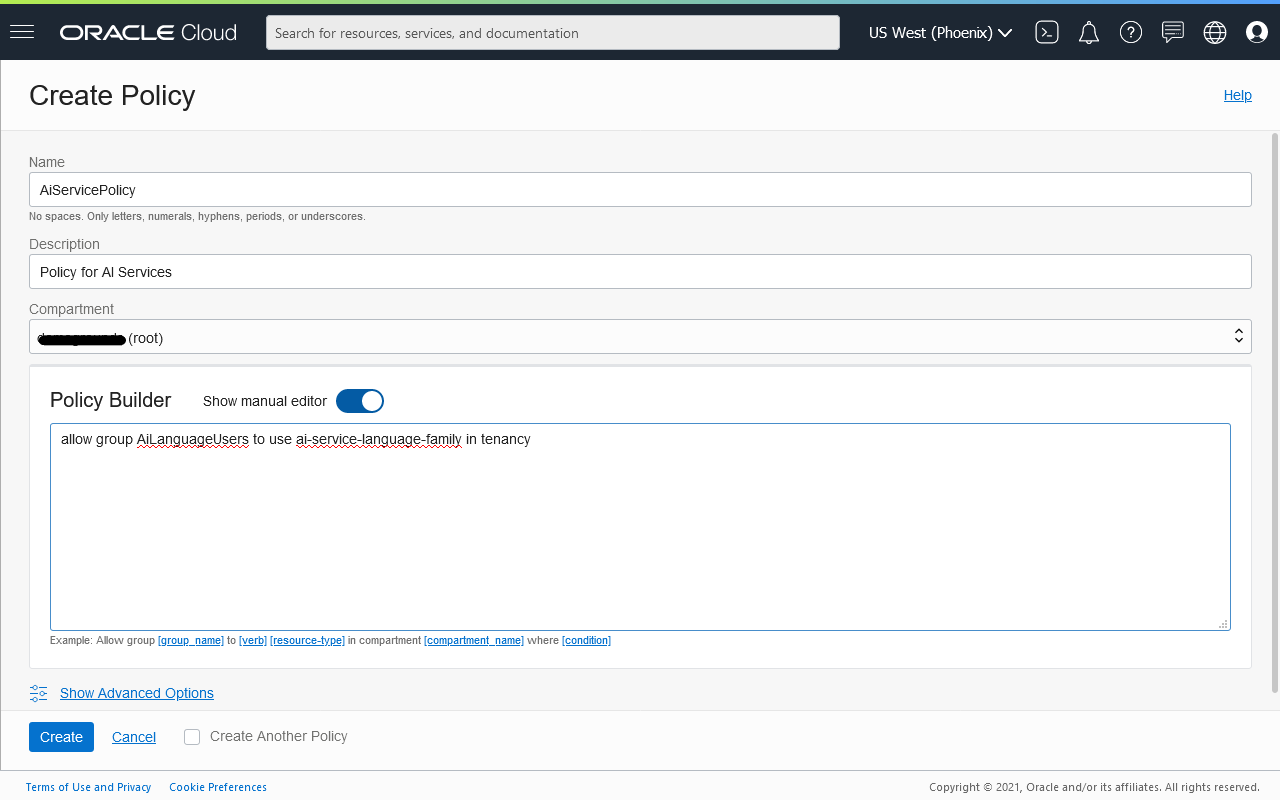 ORACLE Cloud
Search for resources, services, and documentation
US West (Phoenix)
Create Policy
Help
Name
AiServicePolicy
No spaces. Only letters, numerals, hyphens, periods, or underscores.
Description
Policy for AI Services
Compartment
(root)
Policy Builder
Show manual editor
allow group AiLanguageUsers to use ai-service-language-family in tenancy
Example: Allow group [group_name] to [verb] [resource-type] in compartment [compartment_name] where [condition]
Show Advanced Options
Create
Cancel
Create Another Policy
Terms of Use and Privacy
Cookie Preferences
Copyright © 2021, Oracle and/or its affiliates. All rights reserved.